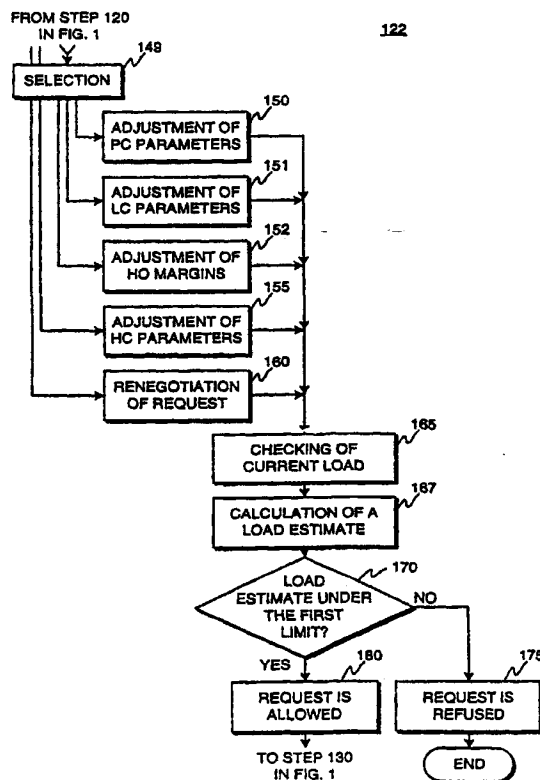 FROM STEP 120
IN FIG. 1
122
149
SELECTION
150
ADJUSTMENT OF
PC PARAMETERS
151
ADJUSTMENT OF
LC PARAMETERS
152
ADJUSTMENT OF
HO MARGINS
155
ADJUSTMENT OF
HC PARAMETERS
160
RENEGOTIATION
OF REQUEST
165
CHECKING OF
CURRENT LOAD
167
CALCULATION OF A
LOAD ESTIMATE
170
LOAD
ESTIMATE UNDER
THE FIRST
LIMIT?
NO
YES
180
REQUEST IS
ALLOWED
175
REQUEST IS
REFUSED
TO STEP 130
IN FIG. 1
END